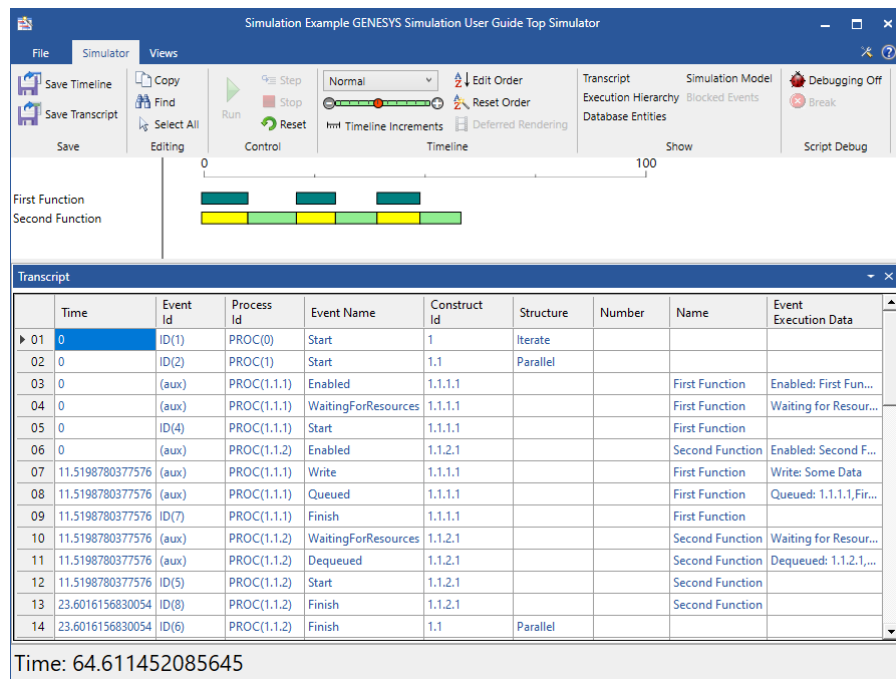 Simulation Example GENESYS Simulation User Guide Top Simulator
File Simulator Views
Save Timeline Copy Step Normal Edit Order Transcript Simulation Model Debugging Off
Find Stop Reset Order Execution Hierarchy Blocked Events Break
Save Transcript Select All Run Reset Timeline Increments Deferred Rendering Database Entities
Save Editing Control Timeline Show Script Debug
0 100
First Function
Second Function
Transcript
Time Event Id Process Id Event Name Construct Id Structure Number Name Event Execution Data
01 0 ID(1) PROC(0) Start 1 Iterate
02 0 ID(2) PROC(1) Start 1.1 Parallel
03 0 (aux) PROC(1.1.1) Enabled 1.1.1.1 First Function Enabled: First Fun...
04 0 (aux) PROC(1.1.1) WaitingForResources 1.1.1.1 First Function Waiting for Resour...
05 0 ID(4) PROC(1.1.1) Start 1.1.1.1 First Function
06 0 (aux) PROC(1.1.2) Enabled 1.1.2.1 Second Function Enabled: Second F...
07 11.5198780377576 (aux) PROC(1.1.1) Write 1.1.1.1 First Function Write: Some Data
08 11.5198780377576 (aux) PROC(1.1.1) Queued 1.1.1.1 First Function Queued: 1.1.1.1,Fir...
09 11.5198780377576 ID(7) PROC(1.1.1) Finish 1.1.1.1 First Function
10 11.5198780377576 (aux) PROC(1.1.2) WaitingForResources 1.1.2.1 Second Function Waiting for Resour...
11 11.5198780377576 (aux) PROC(1.1.2) Dequeued 1.1.2.1 Second Function Dequeued: 1.1.2.1,...
12 11.5198780377576 ID(5) PROC(1.1.2) Start 1.1.2.1 Second Function
13 23.6016156830054 ID(8) PROC(1.1.2) Finish 1.1.2.1 Second Function
14 23.6016156830054 ID(6) PROC(1.1.2) Finish 1.1 Parallel
Time: 64.611452085645